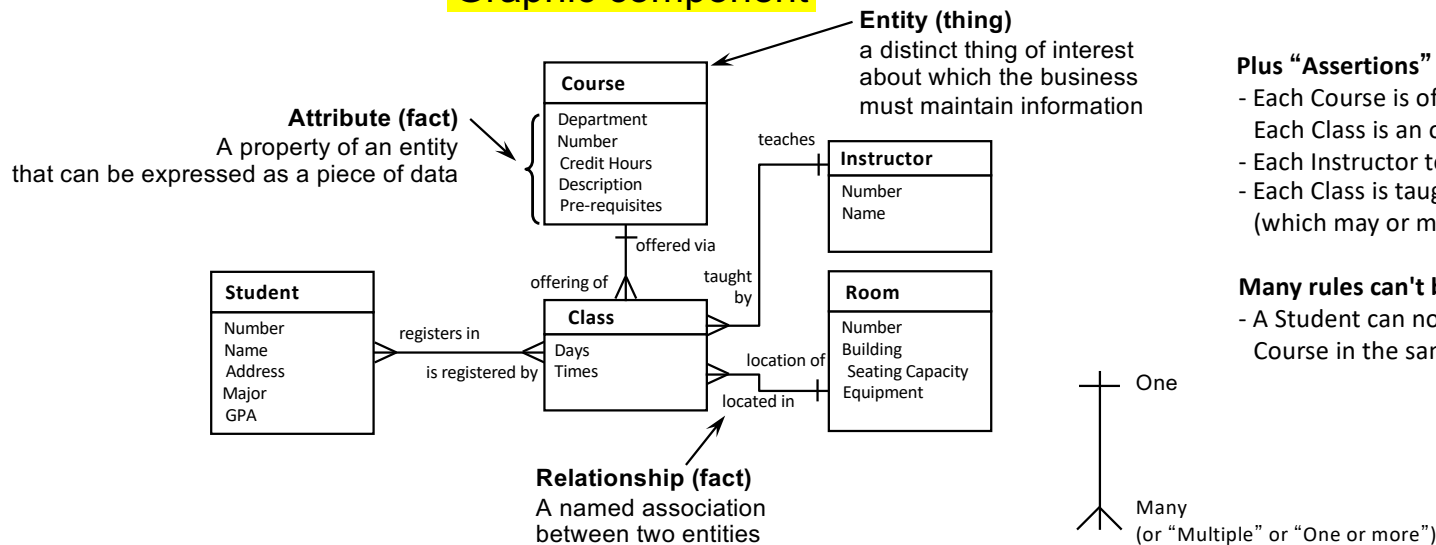 Graphic component
Entity (thing)
a distinct thing of interest
about which the business
must maintain information
Attribute (fact)
A property of an entity
that can be expressed as a piece of data
Course
Department
Number
Credit Hours
Description
Pre-requisites
teaches
Instructor
Number
Name
offered via
offering of
taught
by
Student
Number
Name
Address
Major
GPA
registers in
is registered by
Class
Days
Times
location of
located in
Room
Number
Building
Seating Capacity
Equipment
Relationship (fact)
A named association
between two entities
Plus “Assertions”
- Each Course is
Each Class is an
- Each Instructor
- Each Class is
(which may or
Many rules can't
- A Student can
Course in the
One
Many
(or “Multiple” or “One or more”)